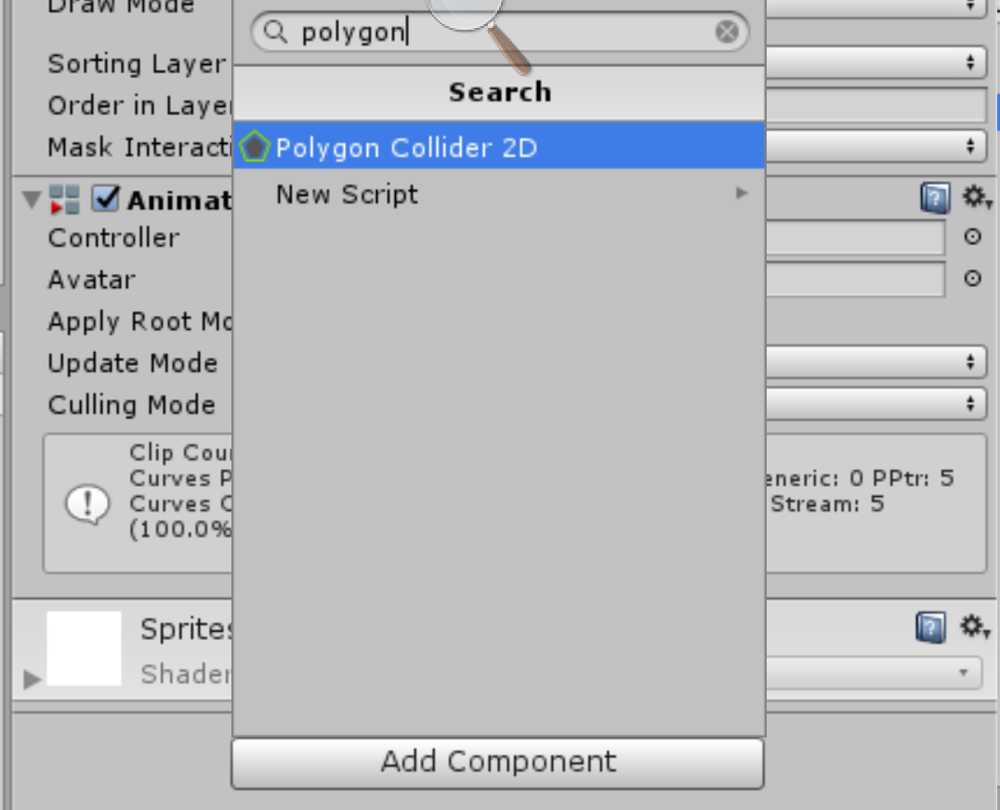 Draw Mode
polygon
Sorting Layer
Search
Order in Laye
Mask Interacti
Polygon Collider 2D
New Script
Animat
Controller
Avatar
Apply Root Mo
Update Mode
Culling Mode
Clip Cou
Curves P
eneric: 0 PPtr: 5
Curves C
Stream: 5
(100.0%
Sprites
Shader
Add Component